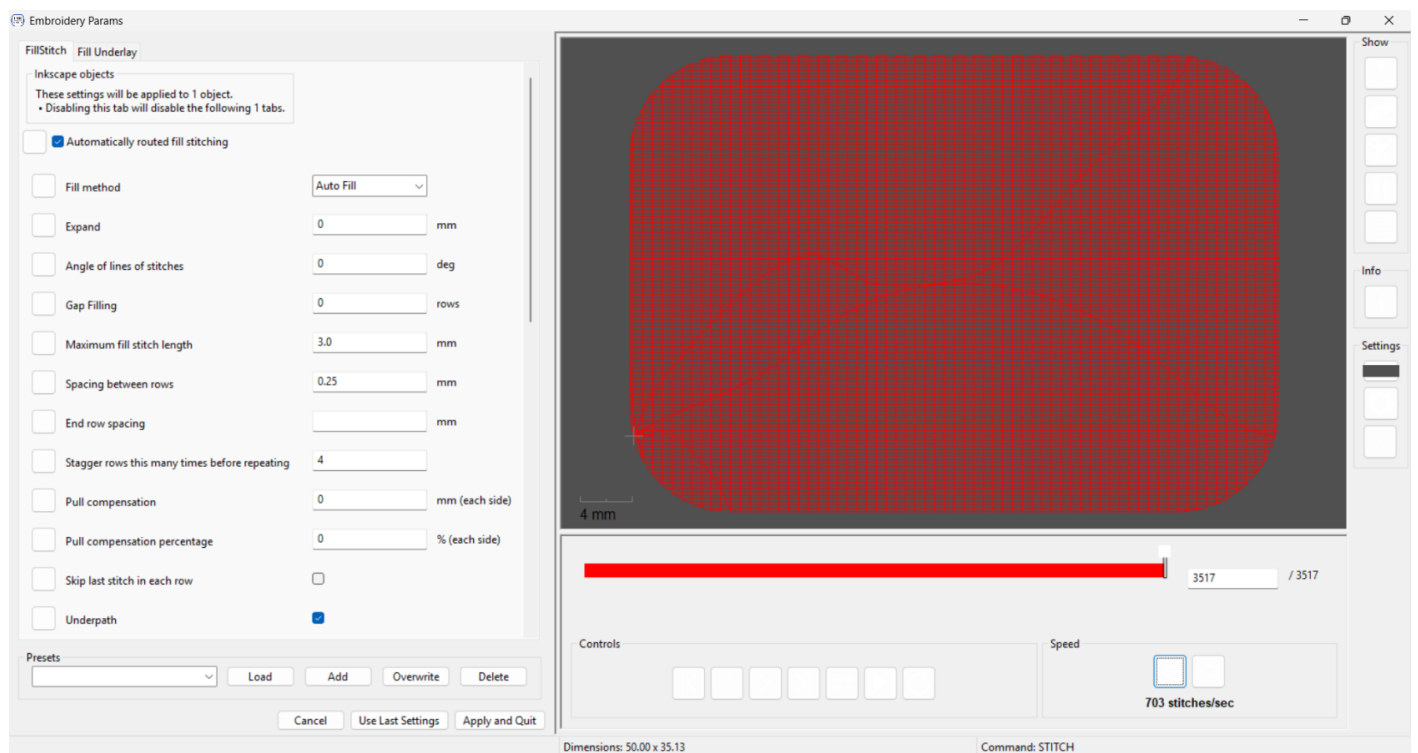 Embroidery Params
FillStitch Fill Underlay
Inkscape objects
These settings will be applied to 1 object.
• Disabling this tab will disable the following 1 tabs.
Automatically routed fill stitching
Fill method Auto Fill
Expand 0 mm
Angle of lines of stitches 0 deg
Gap Filling 0 rows
Maximum fill stitch length 3.0 mm
Spacing between rows 0.25 mm
End row spacing mm
Stagger rows this many times before repeating 4
Pull compensation 0 mm (each side)
Pull compensation percentage 0 % (each side)
Skip last stitch in each row
Underpath
Presets
Load Add Overwrite Delete
Cancel Use Last Settings Apply and Quit
4 mm
3517 / 3517
Controls
Speed
703 stitches/sec
Dimensions: 50.00 x 35.13 Command: STITCH
Show
Info
Settings